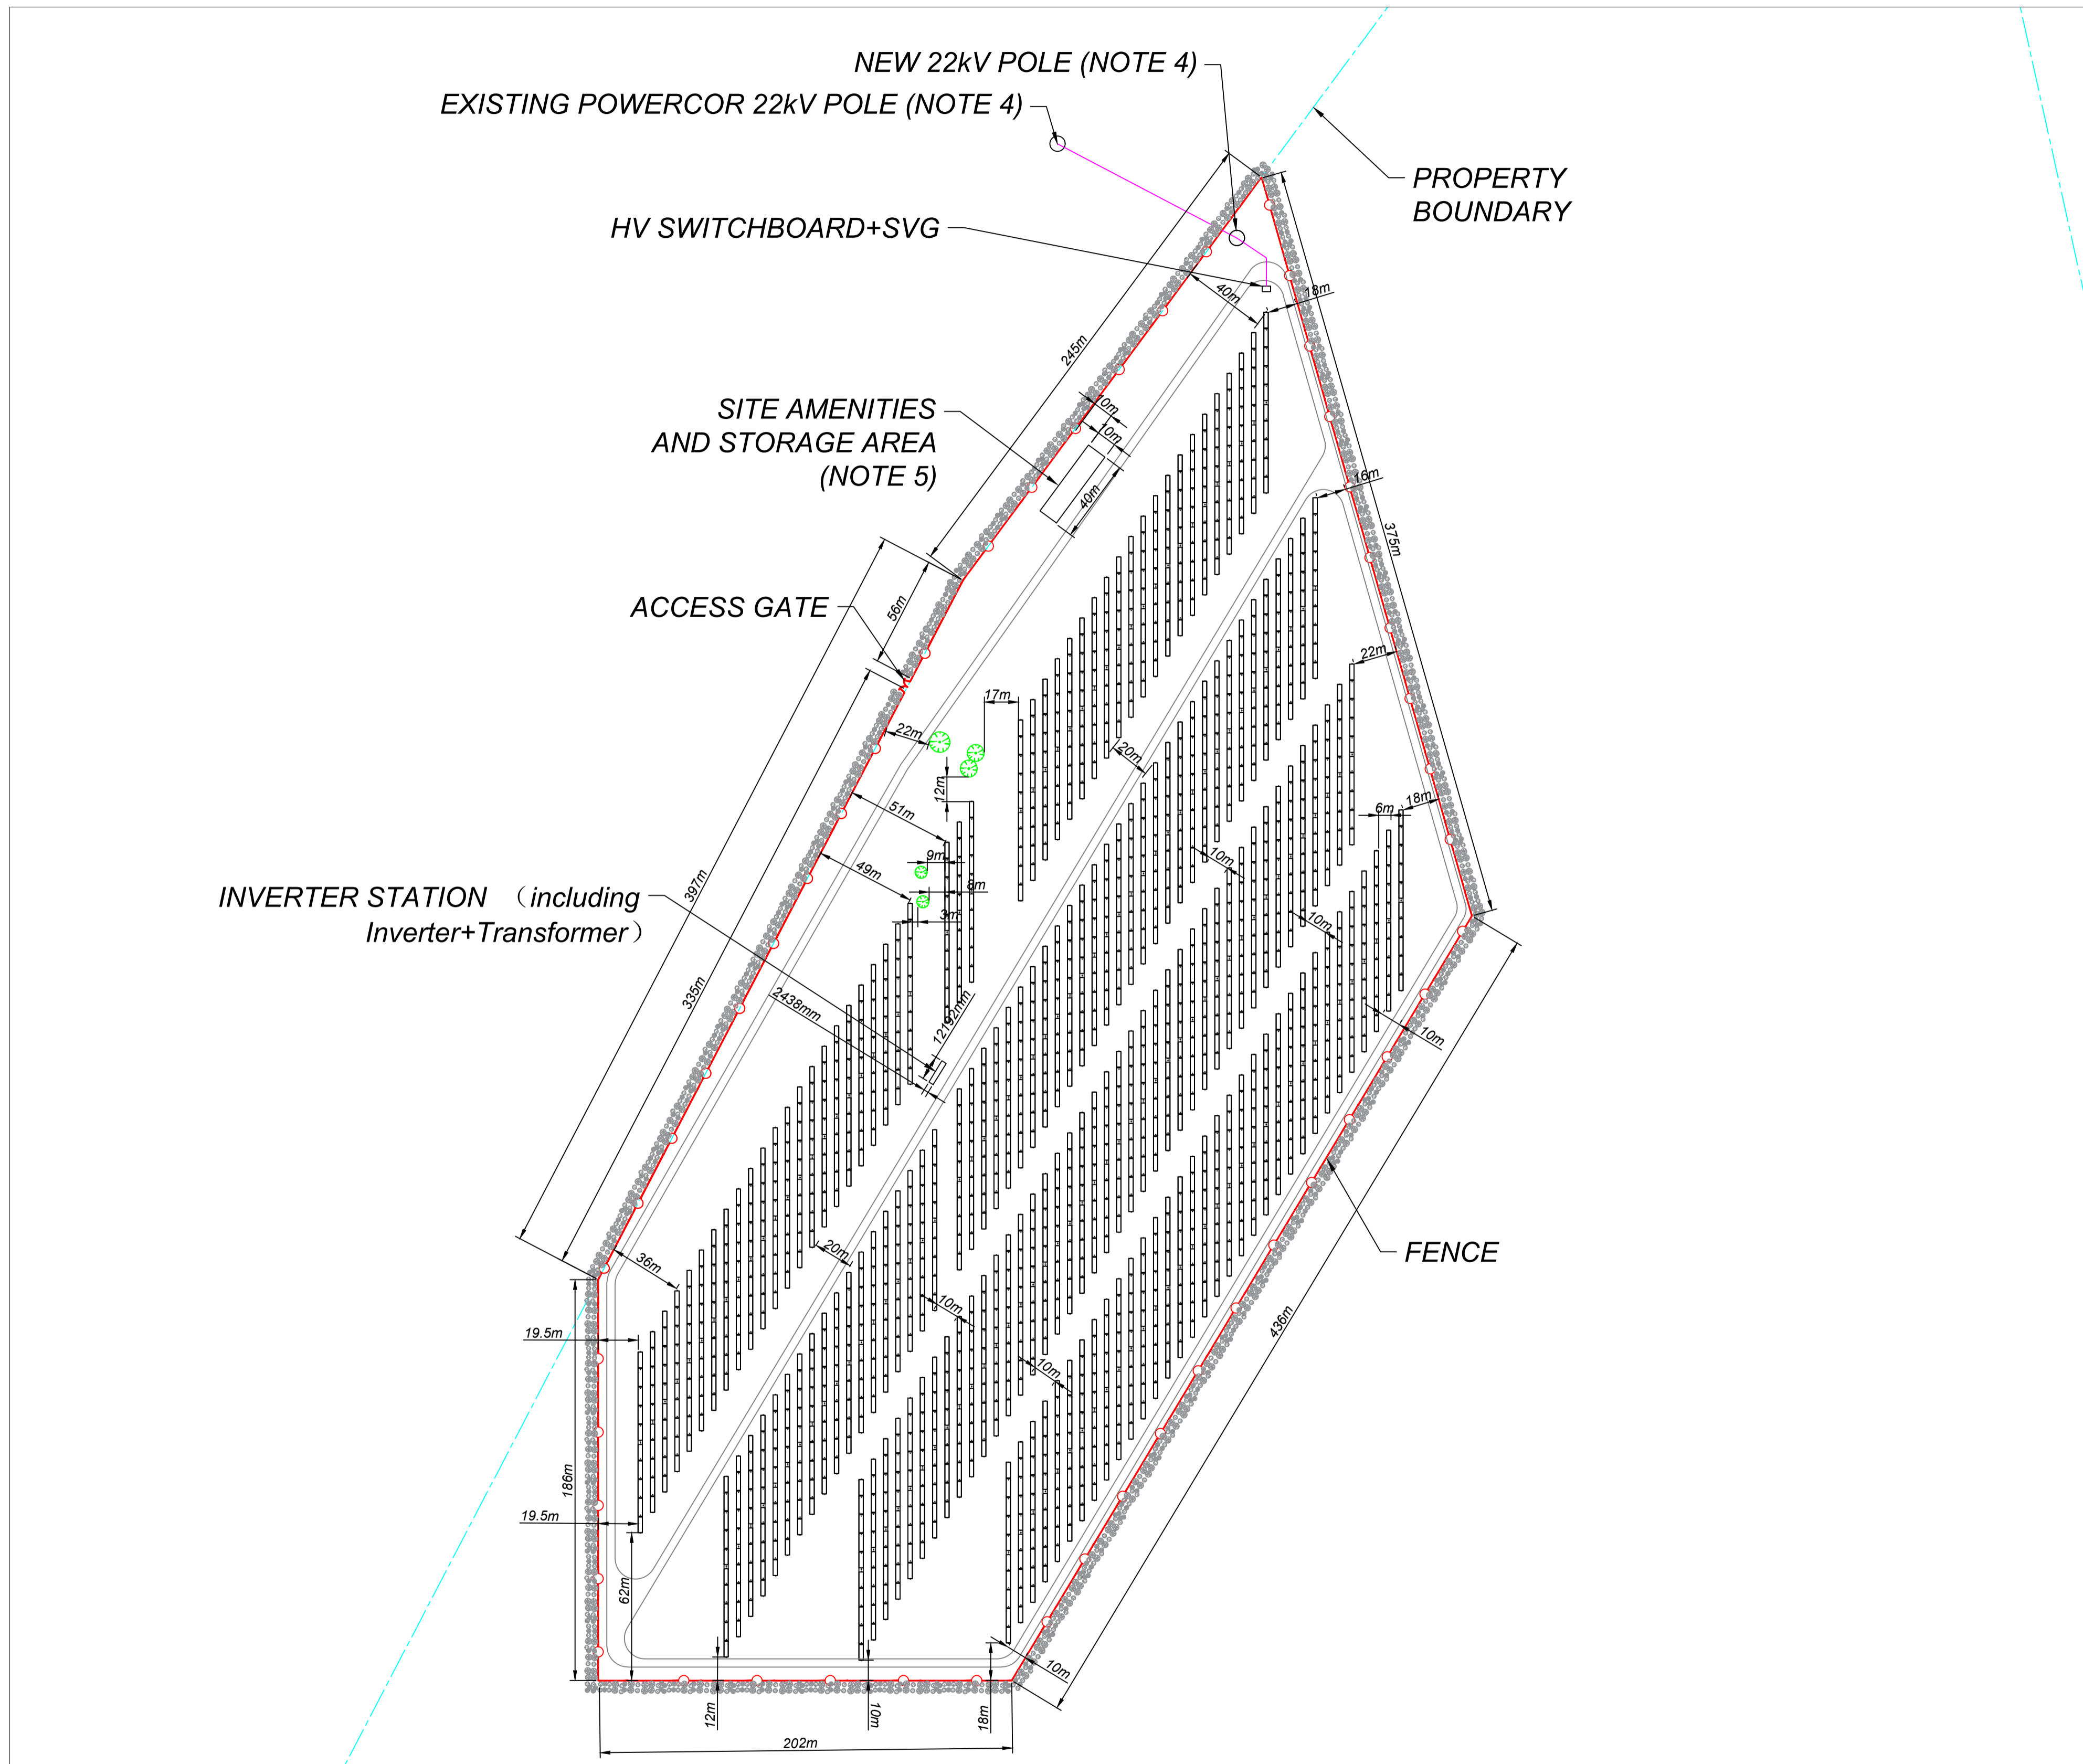 NEW 22kV POLE (NOTE 4)
EXISTING POWERCOR 22kV POLE (NOTE 4)
PROPERTY
BOUNDARY
HV SWITCHBOARD+SVG
40m
18m
245m
SITE AMENITIES
AND STORAGE AREA
(NOTE 5)
10m
10m
40m
16m
375m
ACCESS GATE
56m
22m
17m
22m
20m
12m
51m
6m
18m
9m
49m
10m
8m
3m
397m
INVERTER STATION （including
Inverter+Transformer）
10m
335m
2438mm
12192mm
10m
36m
20m
FENCE
10m
436m
19.5m
10m
186m
19.5m
62m
10m
12m
10m
18m
202m